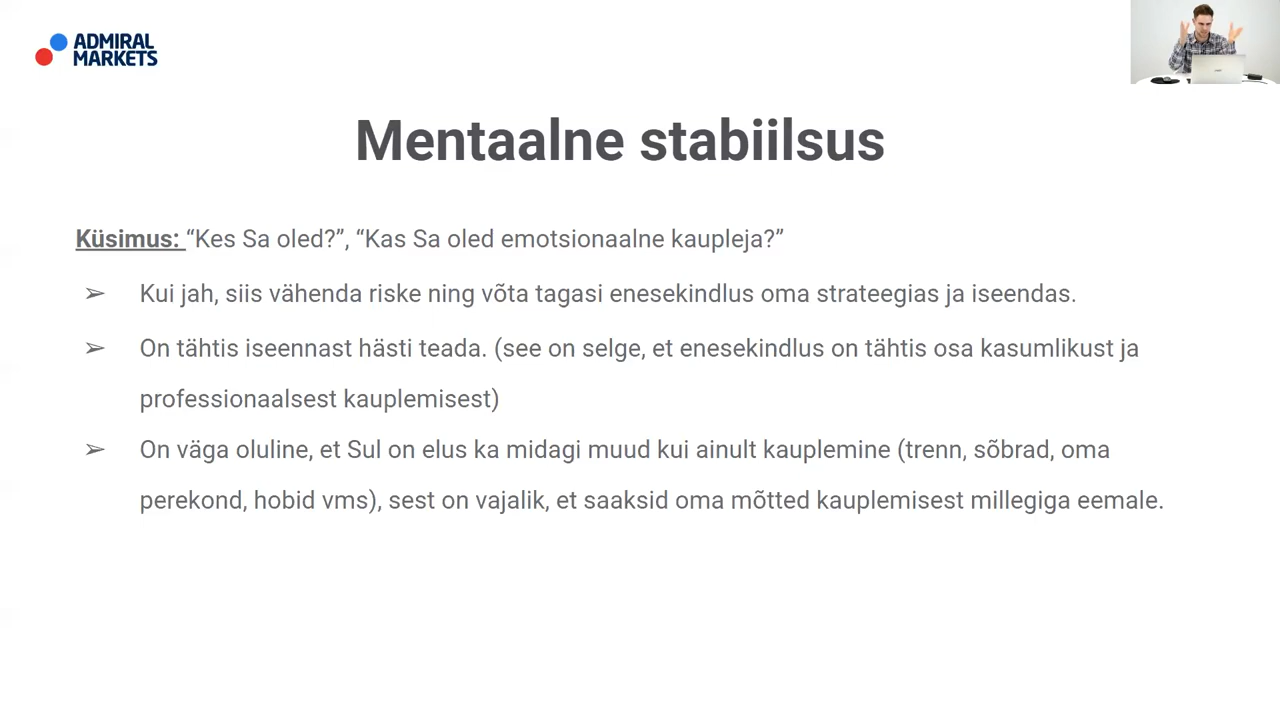 ADMIRAL
MARKETS
Mentaalne stabiilsus
Küsimus: “Kes Sa oled?”, “Kas Sa oled emotsionaalne kaupleja?”
➢ Kui jah, siis vähenda riske ning võta tagasi enesekindlus oma strateegias ja iseendas.
➢ On tähtis iseennast hästi teada. (see on selge, et enesekindlus on tähtis osa kasumlikust ja
professionaalsest kauplemisest)
➢ On väga oluline, et Sul on elus ka midagi muud kui ainult kauplemine (trenn, sõbrad, oma
perekond, hobid vms), sest on vajalik, et saaksid oma mõtted kauplemisest millegiga eemale.